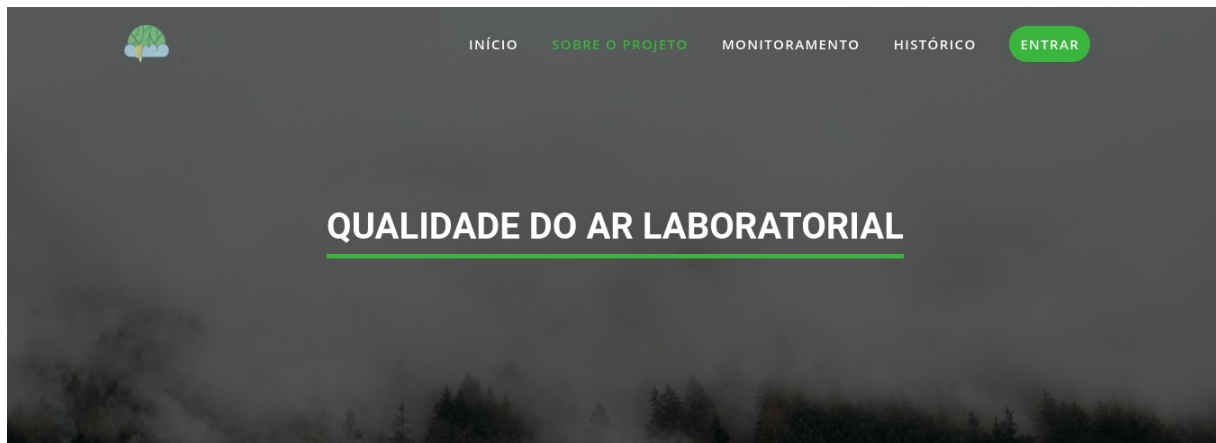 INÍCIO SOBRE O PROJETO MONITORAMENTO HISTÓRICO ENTRAR
QUALIDADE DO AR LABORATORIAL